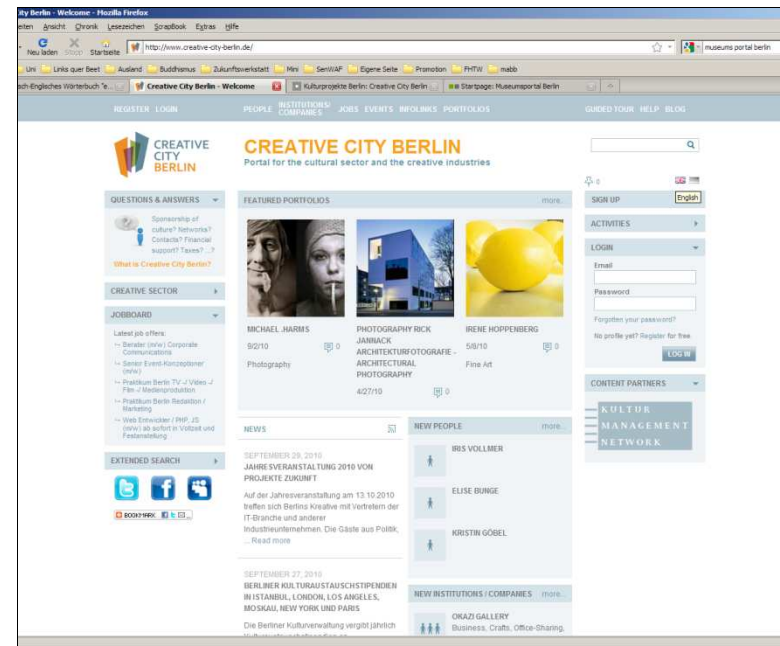 City Berlin - Welcome - Mozilla Firefox
eiten Ansicht Chronik Lesezeichen ScrapBook Extras Hilfe
Neu laden Stopp Startseite http://www.creative-city-berlin.de/ museums portal berlin
Uni Links quer Beet Ausland Buddhismus Zukunftswerkstatt Mini SenWAF Eigene Seite Promotion FHTW mabb
sch-Englisches Wörterbuch "e... Creative City Berlin - Welcome Kulturprojekte Berlin: Creative City Berlin Startpage: Museumsportal Berlin
REGISTER LOGIN PEOPLE INSTITUTIONS/ COMPANIES JOBS EVENTS INFOLINKS PORTFOLIOS GUIDED TOUR HELP BLOG
CREATIVE
CITY
BERLIN
CREATIVE CITY BERLIN
Portal for the cultural sector and the creative industries
0
English
QUESTIONS & ANSWERS
Sponsorship of
culture? Networks?
Contacts? Financial
support? Taxes? ...?
What is Creative City Berlin?
CREATIVE SECTOR
JOBBOARD
Latest job offers:
Berater (m/w) Corporate
Communications
Senior Event-Konzeptioner
(m/w)
Praktikum Berlin TV -/ Video -/
Film -/ Medienproduktion
Praktikum Berlin Redaktion /
Marketing
Web Entwickler / PHP, JS
(m/w) ab sofort in Vollzeit und
Festanstellung
EXTENDED SEARCH
BOOKMARK
FEATURED PORTFOLIOS more...
MICHAEL JHARMS
9/2/10 0
Photography
PHOTOGRAPHY RICK
JANNACK
ARCHITEKTURFOTOGRAFIE -
ARCHITECTURAL
PHOTOGRAPHY
4/27/10 0
IRENE HOPPENBERG
5/8/10 0
Fine Art
NEWS
SEPTEMBER 29, 2010
JAHRESVERANSTALTUNG 2010 VON
PROJEKTE ZUKUNFT
Auf der Jahresveranstaltung am 13.10.2010
treffen sich Berlins Kreative mit Vertretern der
IT-Branche und anderer
Industrieunternehmen. Die Gäste aus Politik,
... Read more
SEPTEMBER 27, 2010
BERLINER KULTURAUSTAUSCHSTIPENDIEN
IN ISTANBUL, LONDON, LOS ANGELES,
MOSKAU, NEW YORK UND PARIS
Die Berliner Kulturverwaltung vergibt jährlich
NEW PEOPLE more...
IRIS VOLLMER
ELISE BUNGE
KRISTIN GÖBEL
NEW INSTITUTIONS / COMPANIES more...
OKAZI GALLERY
Business, Crafts, Office-Sharing,
SIGN UP
ACTIVITIES
LOGIN
Email
Password
Forgotten your password?
No profile yet? Register for free
LOG IN
CONTENT PARTNERS
KULTUR
MANAGEMENT
NETWORK